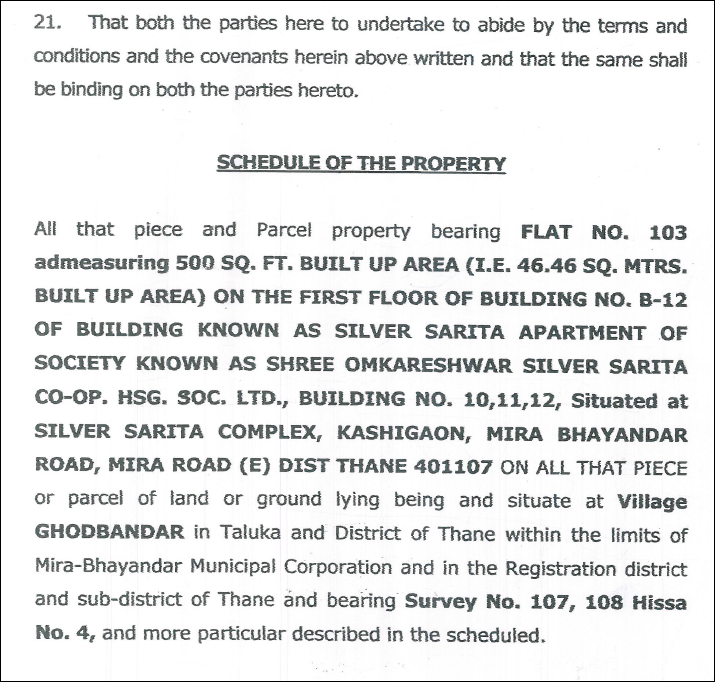 21. That both the parties here to undertake to abide by the terms and
conditions and the covenants herein above written and that the same shall
be binding on both the parties hereto.
SCHEDULE OF THE PROPERTY
All that piece and Parcel property bearing FLAT NO. 103
admeasuring 500 SQ. FT. BUILT UP AREA (I.E. 46.46 SQ. MTRS.
BUILT UP AREA) ON THE FIRST FLOOR OF BUILDING NO. B-12
OF BUILDING KNOWN AS SILVER SARITA APARTMENT OF
SOCIETY KNOWN AS SHREE OMKARESHWAR SILVER SARITA
CO-OP. HSG. SOC. LTD., BUILDING NO. 10,11,12, Situated at
SILVER SARITA COMPLEX, KASHIGAON, MIRA BHAYANDAR
ROAD, MIRA ROAD (E) DIST THANE 401107 ON ALL THAT PIECE
or parcel of land or ground lying being and situate at Village
GHODBANDAR in Taluka and District of Thane within the limits of
Mira-Bhayandar Municipal Corporation and in the Registration district
and sub-district of Thane and bearing Survey No. 107, 108 Hissa
No. 4, and more particular described in the scheduled.